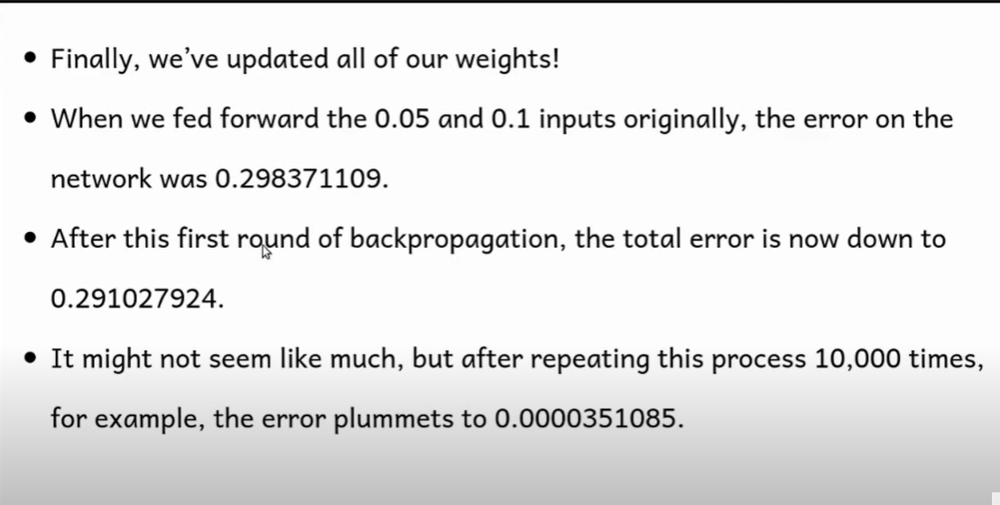 • Finally, we've updated all of our weights!
• When we fed forward the 0.05 and 0.1 inputs originally, the error on the
network was 0.298371109.
• After this first round of backpropagation, the total error is now down to
0.291027924.
• It might not seem like much, but after repeating this process 10,000 times,
for example, the error plummets to 0.0000351085.